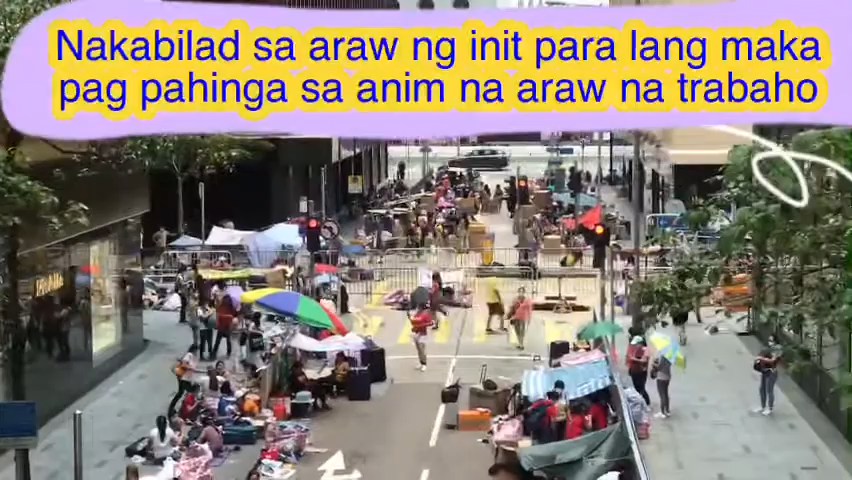 Nakabilad sa araw ng init para lang maka
pag pahinga sa anim na araw na trabaho